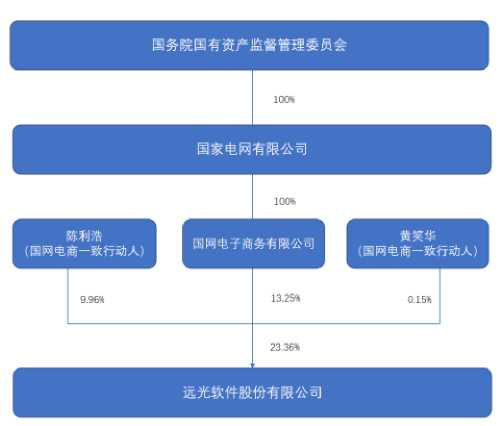 国务院国有资产监督管理委员会
100%
国家电网有限公司
100%
陈利浩
（国网电商一致行动人）
国网电子商务有限公司
黄笑华
（国网电商一致行动人）
9.96%
13.25%
0.15%
23.36%
远光软件股份有限公司